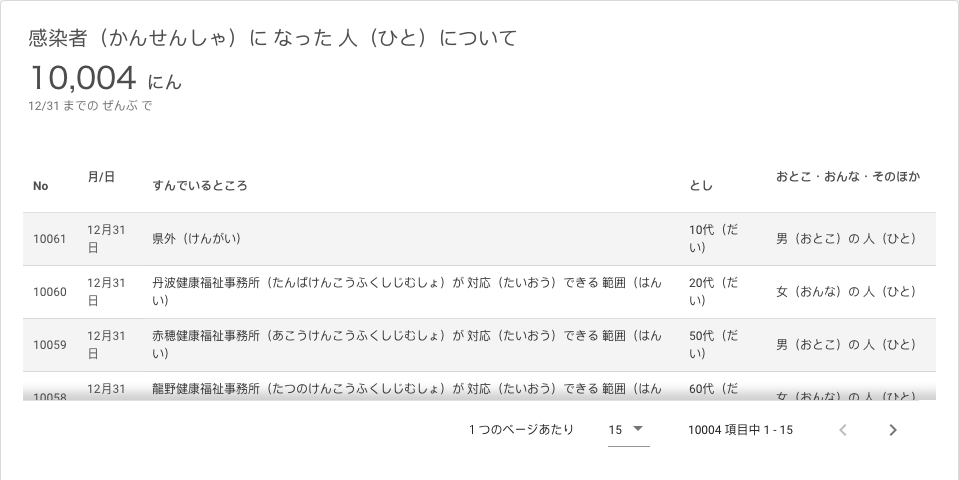 感染者（かんせんしゃ）に なった 人（ひと）について
10,004 にん
12/31 までの ぜんぶ で
No 月/日 すんでいるところ とし おとこ・おんな・そのほか
10061 12月31日 県外（けんがい） 10代（だい） 男（おとこ）の 人（ひと）
10060 12月31日 丹波健康福祉事務所（たんばけんこうふくしじむしょ）が 対応（たいおう）できる 範囲（はんい） 20代（だい） 女（おんな）の 人（ひと）
10059 12月31日 赤穂健康福祉事務所（あこうけんこうふくしじむしょ）が 対応（たいおう）できる 範囲（はんい） 50代（だい） 男（おとこ）の 人（ひと）
10058 12月31 龍野健康福祉事務所（たつのけんこうふくしじむしょ）が 対応（たいおう）できる 範囲（はん 60代（だ 女（おんな）の 人（ひと）
1 つのページあたり 15 10004 項目中 1 - 15